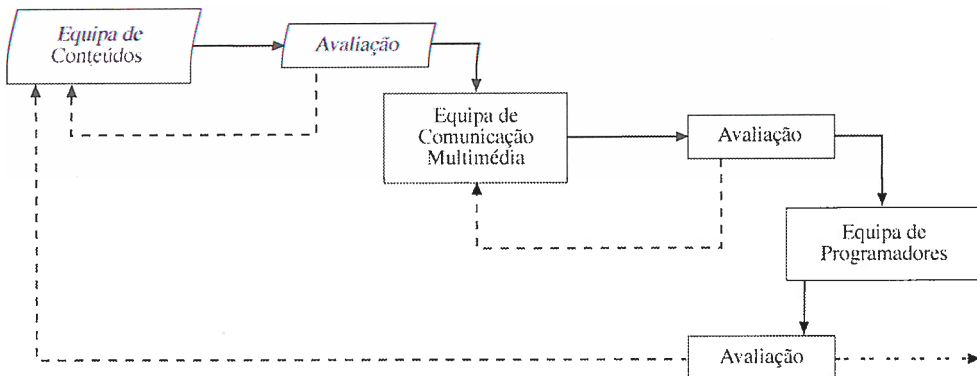 Equipa de
Conteúdos
Avaliação
Equipa de
Comunicação
Multimédia
Avaliação
Equipa de
Programadores
Avaliação